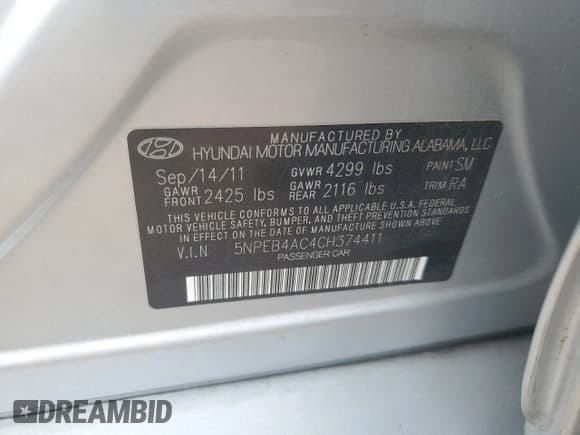 MANUFACTURED BY
HYUNDAI MOTOR MANUFACTURING ALABAMA, LLC
Sep/14/11 GVWR 4299 lbs PAINT SM
GAWR FRONT 2425 lbs GAWR REAR 2116 lbs TRIM RA
THIS VEHICLE CONFORMS TO ALL APPLICABLE U.S.A. FEDERAL
MOTOR VEHICLE SAFETY, BUMPER, AND THEFT PREVENTION
STANDARDS IN EFFECT ON THE DATE OF MANUFACTURE SHOWN ABOVE.
V.I.N 5NPEB4AC4CH374411
PASSENGER CAR
DREAMBID